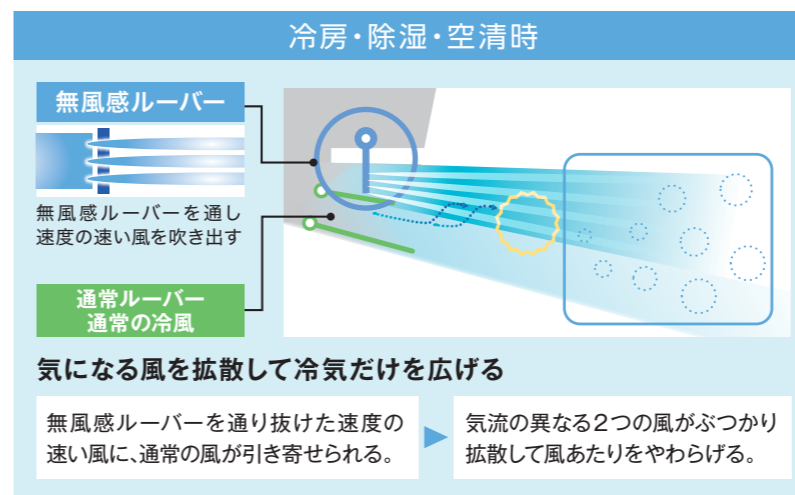 冷房・除湿・空清時
無風感ルーバー
無風感ルーバーを通し
速度の速い風を吹き出す
通常ルーバー
通常の冷風
気になる風を拡散して冷気だけを広げる
無風感ルーバーを通り抜けた速度の
速い風に、通常の風が引き寄せられる。
気流の異なる2つの風がぶつかり
拡散して風あたりをやわらげる。